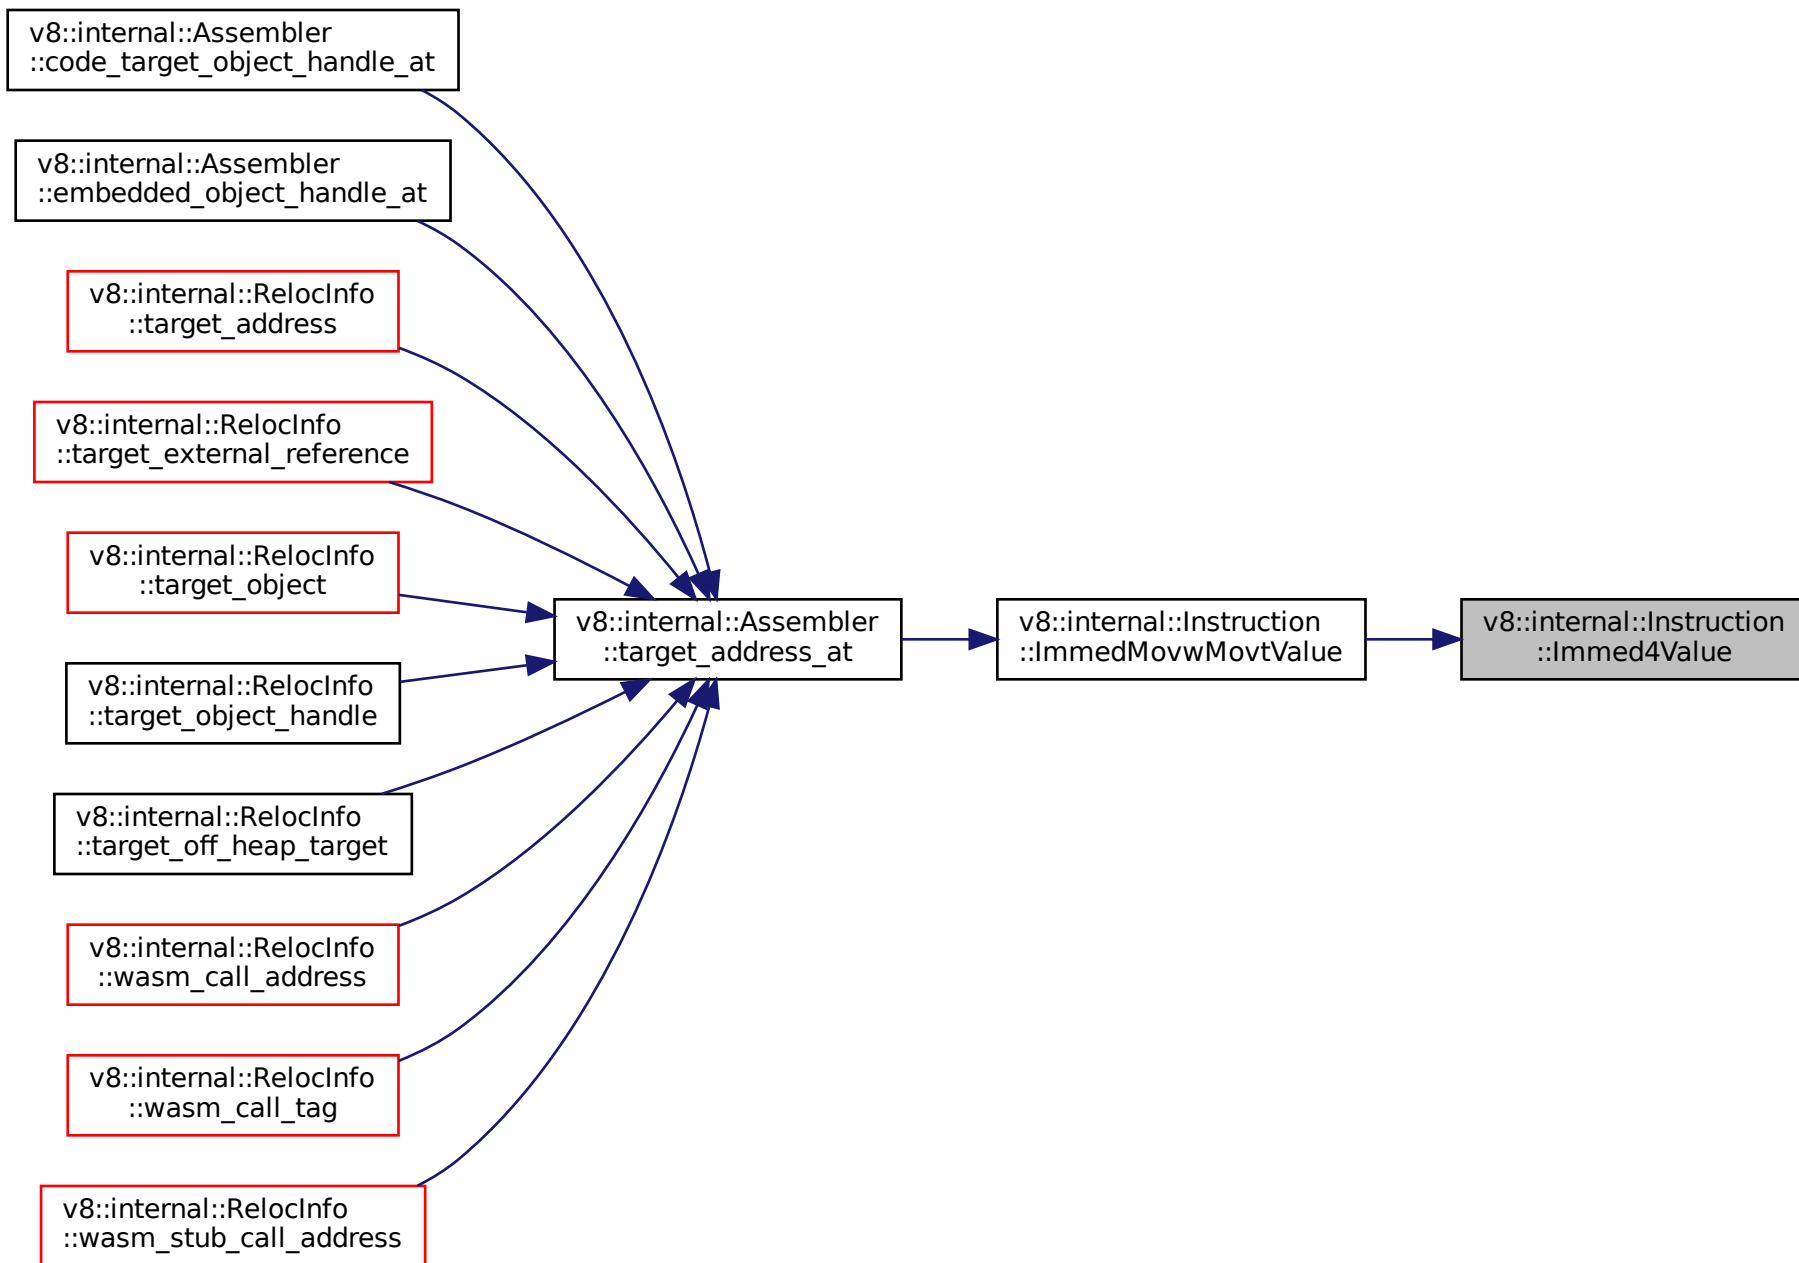 v8::internal::Assembler
::code_target_object_handle_at
v8::internal::Assembler
::embedded_object_handle_at
v8::internal::RelocInfo
::target_address
v8::internal::RelocInfo
::target_external_reference
v8::internal::RelocInfo
::target_object
v8::internal::RelocInfo
::target_object_handle
v8::internal::RelocInfo
::target_off_heap_target
v8::internal::RelocInfo
::wasm_call_address
v8::internal::RelocInfo
::wasm_call_tag
v8::internal::RelocInfo
::wasm_stub_call_address
v8::internal::Assembler
::target_address_at
v8::internal::Instruction
::ImmedMovwMovtValue
v8::internal::Instruction
::Immed4Value